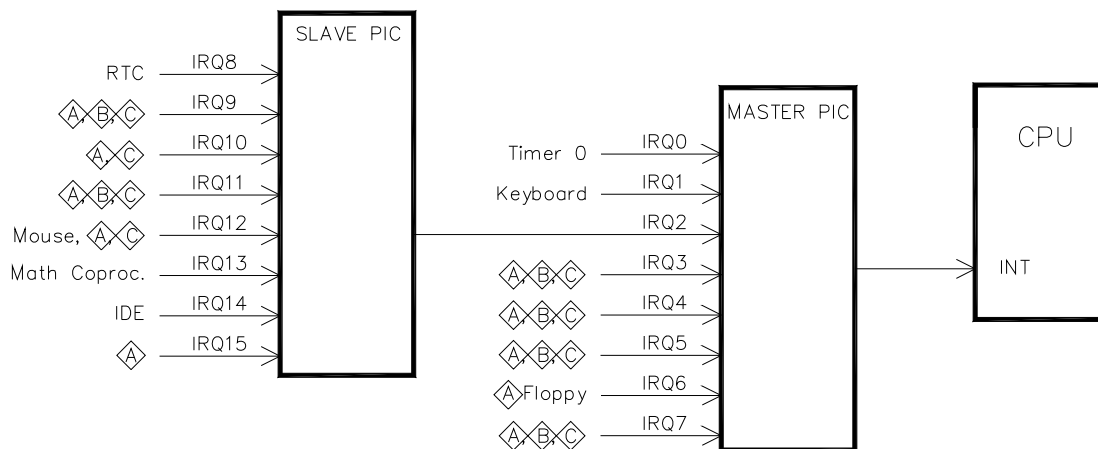 SLAVE PIC
RTC IRQ8
A, B, C IRQ9
A, C IRQ10
A, B, C IRQ11
Mouse, A, C IRQ12
Math Coproc. IRQ13
IDE IRQ14
A IRQ15
MASTER PIC
Timer 0 IRQ0
Keyboard IRQ1
IRQ2
A, B, C IRQ3
A, B, C IRQ4
A, B, C IRQ5
A Floppy IRQ6
A, B, C IRQ7
CPU
INT